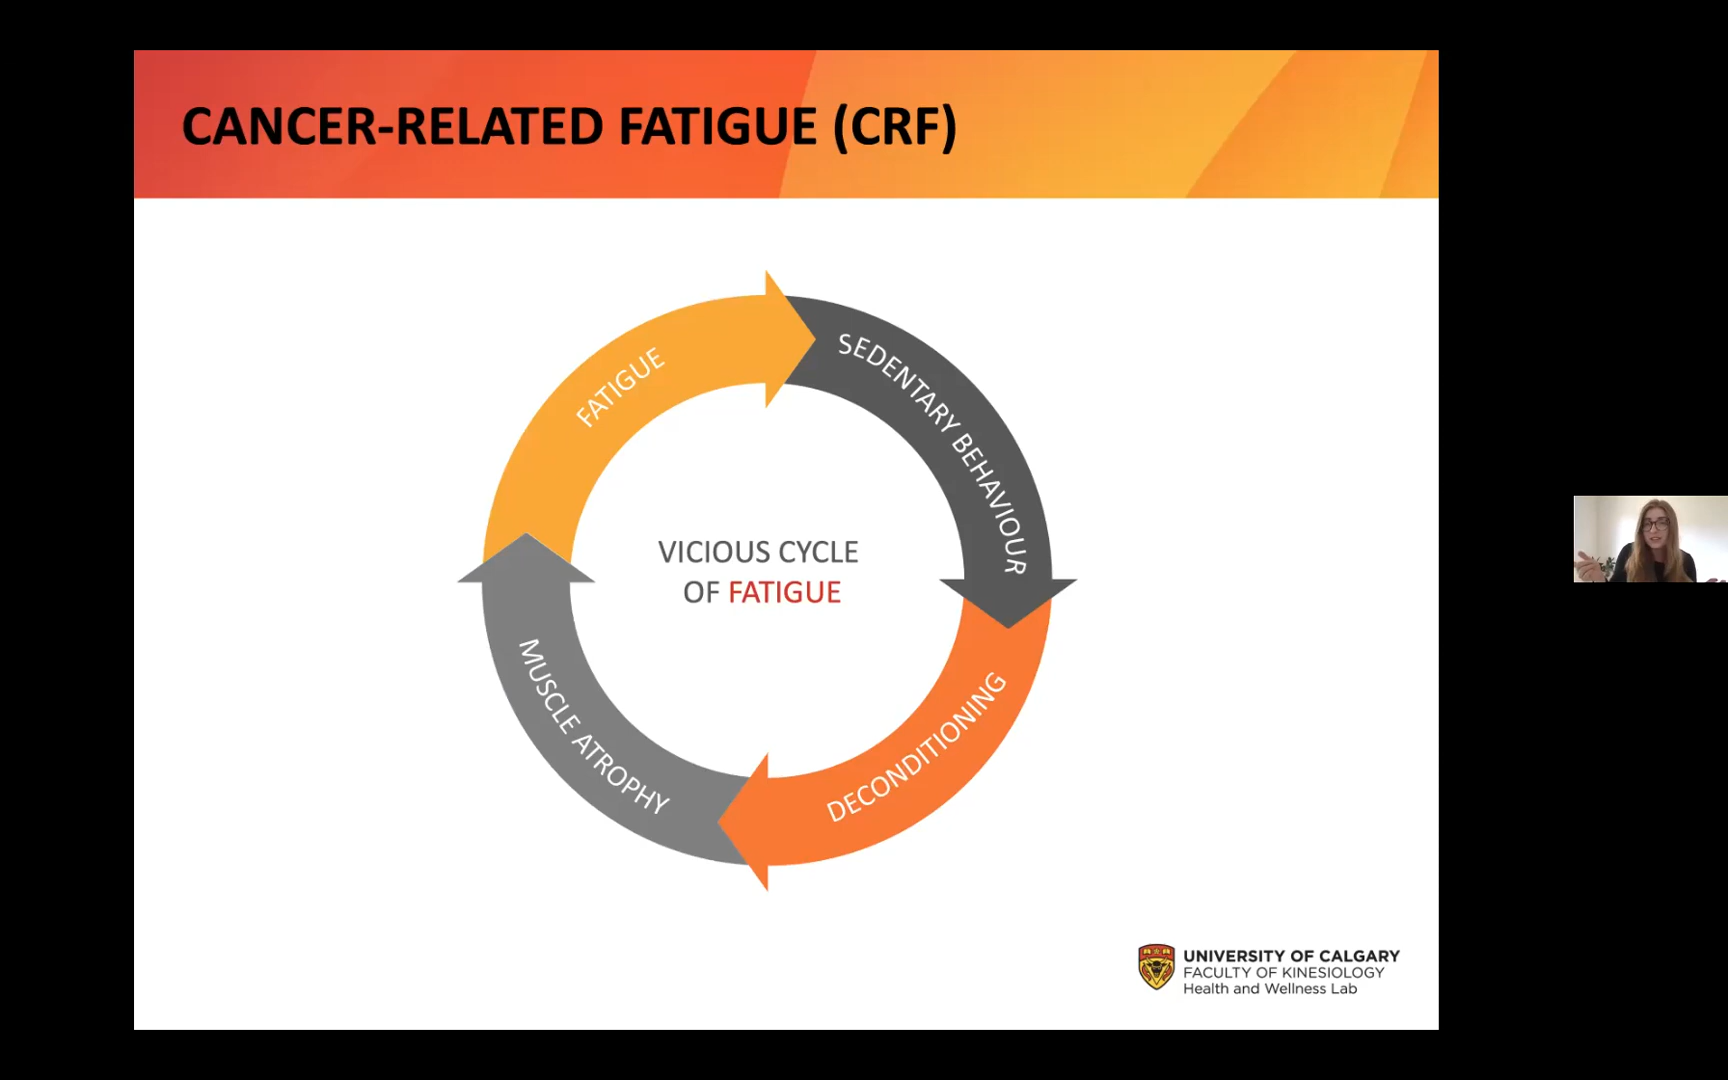 CANCER-RELATED FATIGUE (CRF)
FATIGUE
SEDENTARY BEHAVIOUR
VICIOUS CYCLE
OF FATIGUE
MUSCLE ATROPHY
DECONDITIONING
UNIVERSITY OF CALGARY
FACULTY OF KINESIOLOGY
Health and Wellness Lab